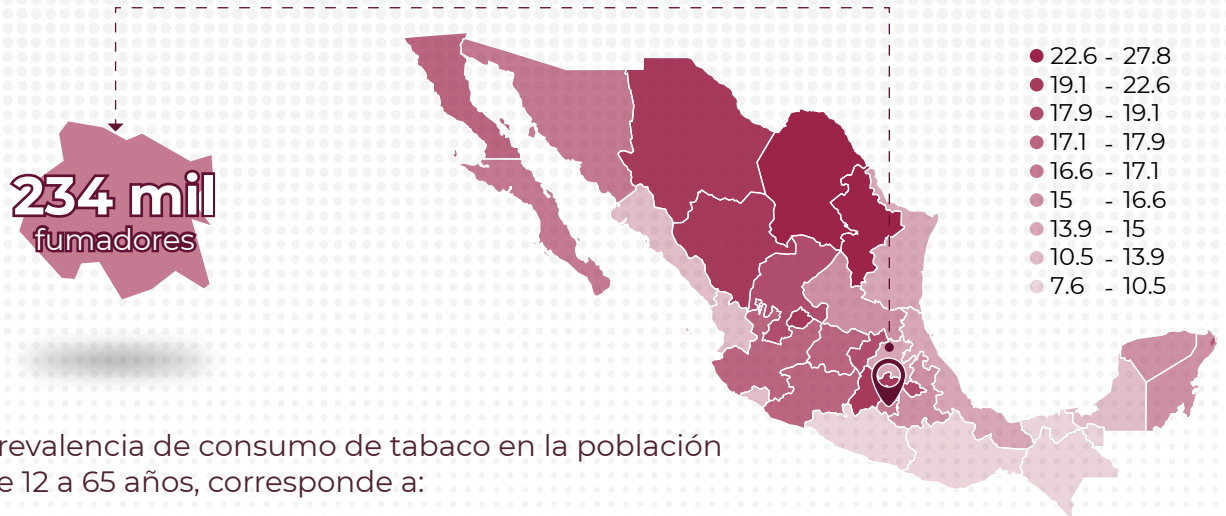 234 mil
fumadores
22.6 - 27.8
19.1 - 22.6
17.9 - 19.1
17.1 - 17.9
16.6 - 17.1
15 - 16.6
13.9 - 15
10.5 - 13.9
7.6 - 10.5
revalencia de consumo de tabaco en la población
e 12 a 65 años, corresponde a: